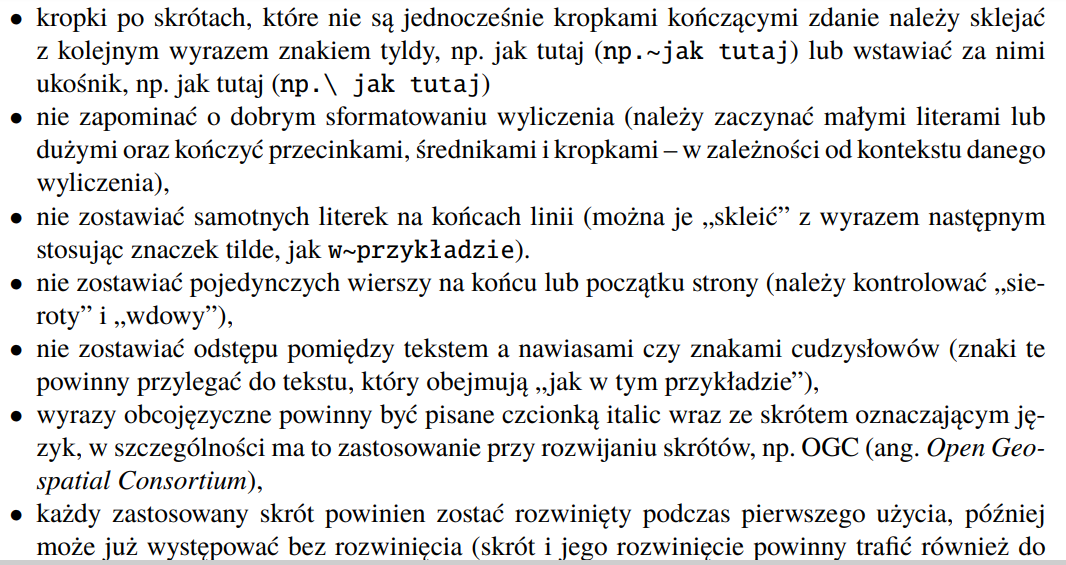 • kropki po skrótach, które nie są jednocześnie kropkami kończącymi zdanie należy sklejać
z kolejnym wyrazem znakiem tyldy, np. jak tutaj (np.~jak tutaj) lub wstawiać za nimi
ukośnik, np. jak tutaj (np.\ jak tutaj)
• nie zapominać o dobrym sformatowaniu wyliczenia (należy zaczynać małymi literami lub
dużymi oraz kończyć przecinkami, średnikami i kropkami – w zależności od kontekstu danego
wyliczenia),
• nie zostawiać samotnych literek na końcach linii (można je „skleić” z wyrazem następnym
stosując znaczek tilde, jak w~przykładzie).
• nie zostawiać pojedynczych wierszy na końcu lub początku strony (należy kontrolować „sie-
roty” i „wdowy”),
• nie zostawiać odstępu pomiędzy tekstem a nawiasami czy znakami cudzysłowów (znaki te
powinny przylegać do tekstu, który obejmują „jak w tym przykładzie”),
• wyrazy obcojęzyczne powinny być pisane czcionką italic wraz ze skrótem oznaczającym ję-
zyk, w szczególności ma to zastosowanie przy rozwijaniu skrótów, np. OGC (ang. Open Geo-
spatial Consortium),
• każdy zastosowany skrót powinien zostać rozwinięty podczas pierwszego użycia, później
może już występować bez rozwinięcia (skrót i jego rozwinięcie powinny trafić również do